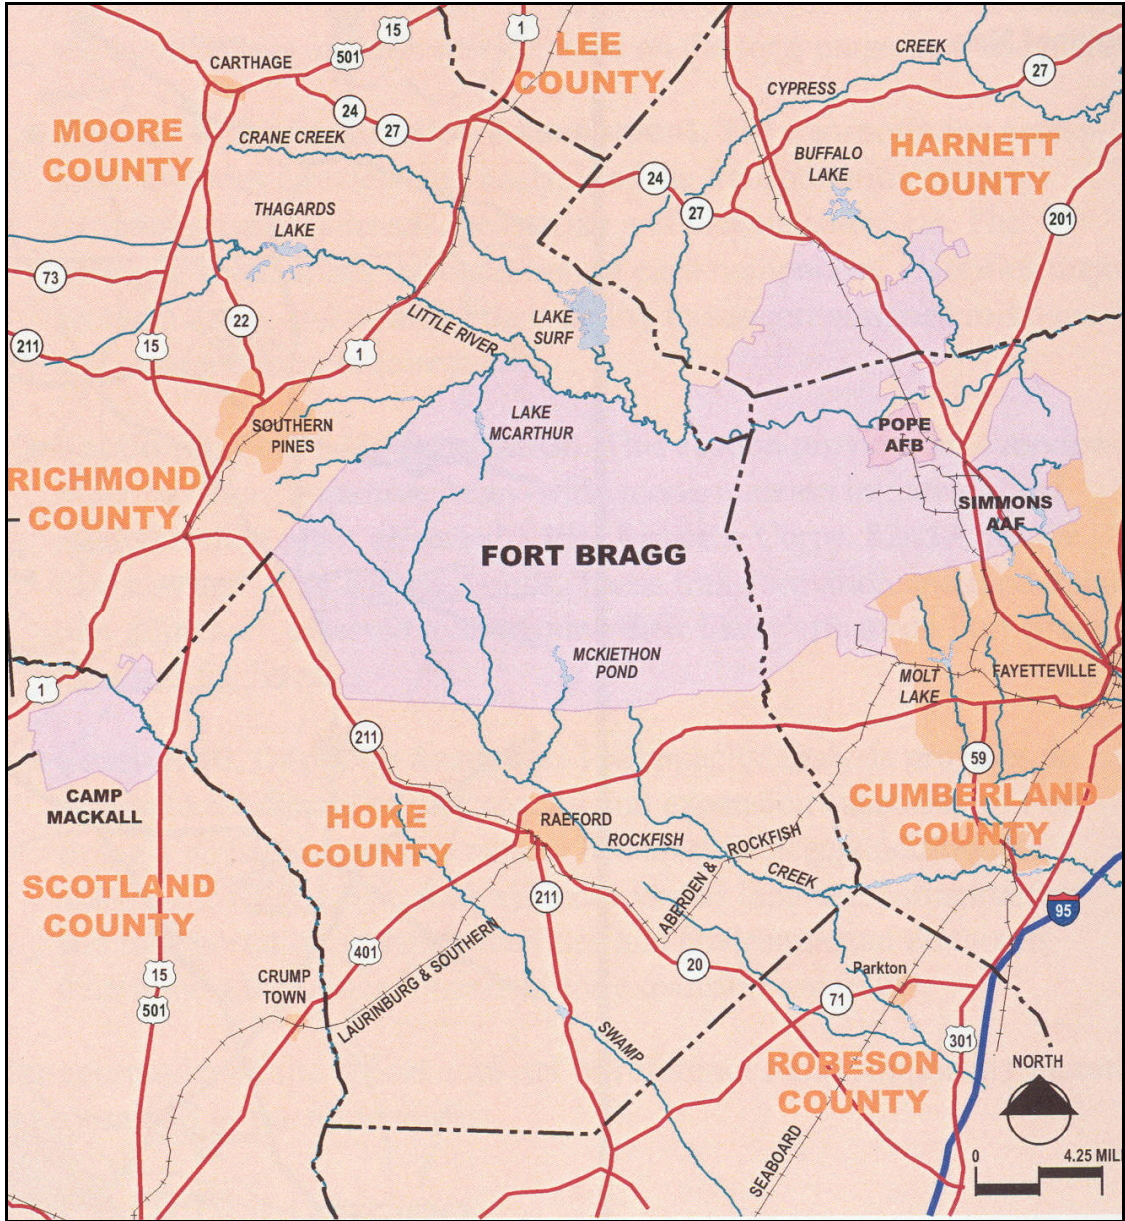 CARTHAGE
501
15
1
LEE
COUNTY
CREEK
27
CYPRESS
24
27
MOORE
COUNTY
CRANE CREEK
BUFFALO
LAKE
HARNETT
COUNTY
24
27
201
THAGARDS
LAKE
73
22
15
211
1
LITTLE RIVER
LAKE
SURF
SOUTHERN
PINES
LAKE
MCARTHUR
POPE
AFB
RICHMOND
COUNTY
SIMMONS
AAF
FORT BRAGG
MCKIETHON
POND
MOLT
LAKE
FAYETTEVILLE
1
211
59
CAMP
MACKALL
HOKE
COUNTY
RAEFORD
ROCKFISH
CREEK
CUMBERLAND
COUNTY
ABERDEN & ROCKFISH
SCOTLAND
COUNTY
211
95
401
20
15
501
CRUMP
TOWN
LAURINBURG & SOUTHERN
Parkton
71
SWAMP
301
ROBESON
COUNTY
NORTH
SEABOARD
0
4.25 MIL